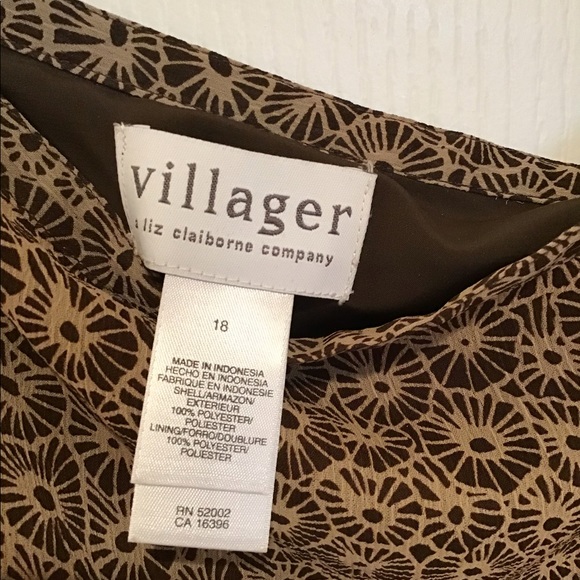 villager
a liz claiborne company
18
MADE IN INDONESIA
HECHO EN INDONESIA
FABRIQUE EN INDONESIE
SHELL/ARMAZON/
EXTERIEUR
100% POLYESTER/
POLIESTER
LINING/FORRO/DOUBLURE
100% POLYESTER/
POLIESTER
RN 52002
CA 16396